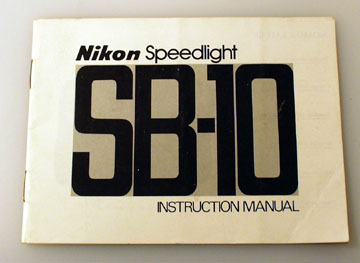 Nikon Speedlight
SB-10
INSTRUCTION MANUAL